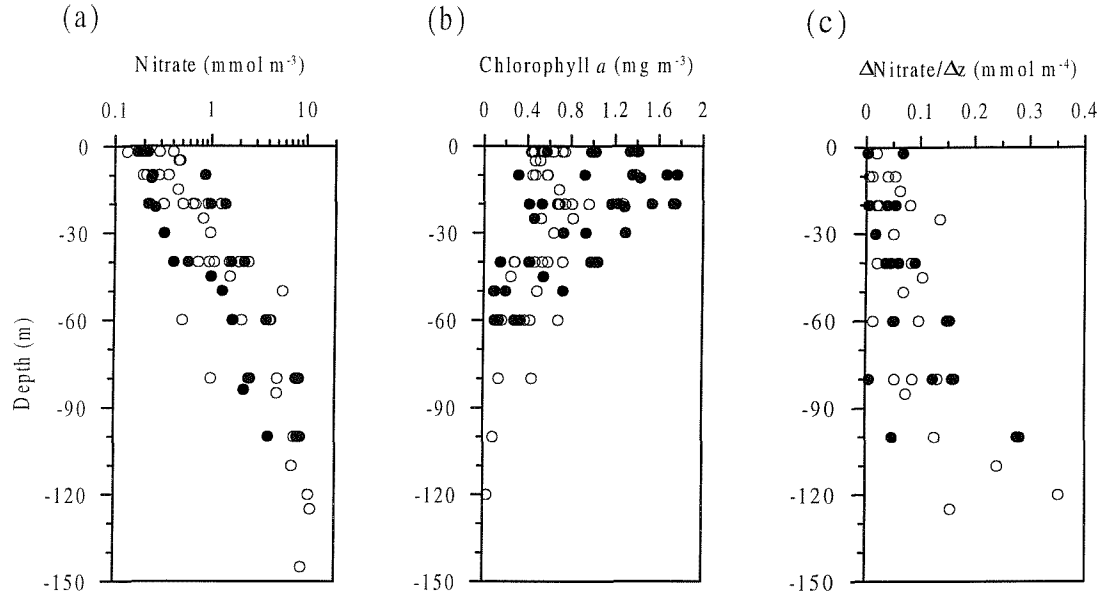 (a)
(b)
(c)
Nitrate (mmol m-3)
Chlorophyll a (mg m-3)
ΔNitrate/Δz (mmol m-4)
0.1 1 10
0 0.4 0.8 1.2 1.6 2
0 0.1 0.2 0.3 0.4
0 0 0
-30 -30 -30
-60 -60 -60
-90 -90 -90
-120 -120 -120
-150 -150 -150
Depth (m)